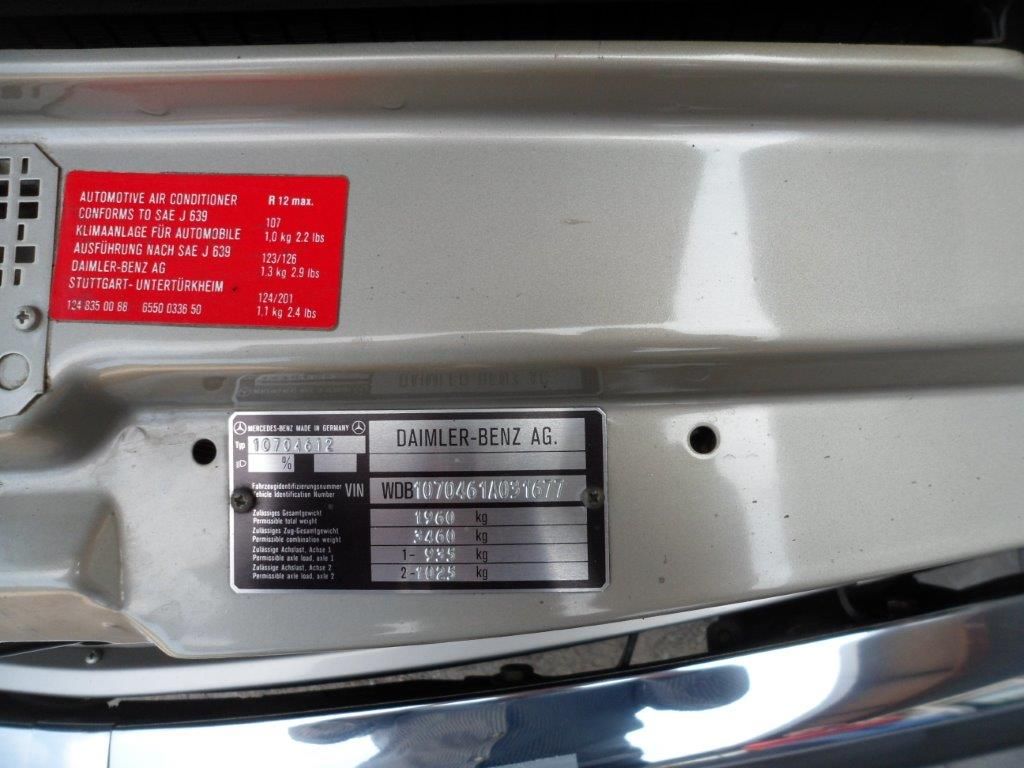 AUTOMOTIVE AIR CONDITIONER
CONFORMS TO SAE J 639
KLIMAANLAGE FÜR AUTOMOBILE
AUSFÜHRUNG NACH SAE J 639
DAIMLER-BENZ AG
STUTTGART- UNTERTÜRKHEIM
124 835 00 88 6550 0336 50
R 12 max.
107
1,0 kg 2.2 lbs
123/126
1.3 kg 2.9 lbs
124/201
1,1 kg 2.4 lbs
MERCEDES-BENZ MADE IN GERMANY
Typ 10704612
%
DAIMLER-BENZ AG.
Fahrzeugidentifizierungsnummer
Vehicle Identification Number VIN WDB1070461A051677
Zulässiges Gesamtgewicht
Permissible total weight 1960 kg
Zulässiges Zug-Gesamtgewicht
Permissible combination weight 3460 kg
Zulässige Achslast, Achse 1
Permissible axle load, axle 1 1- 935 kg
Zulässige Achslast, Achse 2
Permissible axle load, axle 2 2- 1025 kg